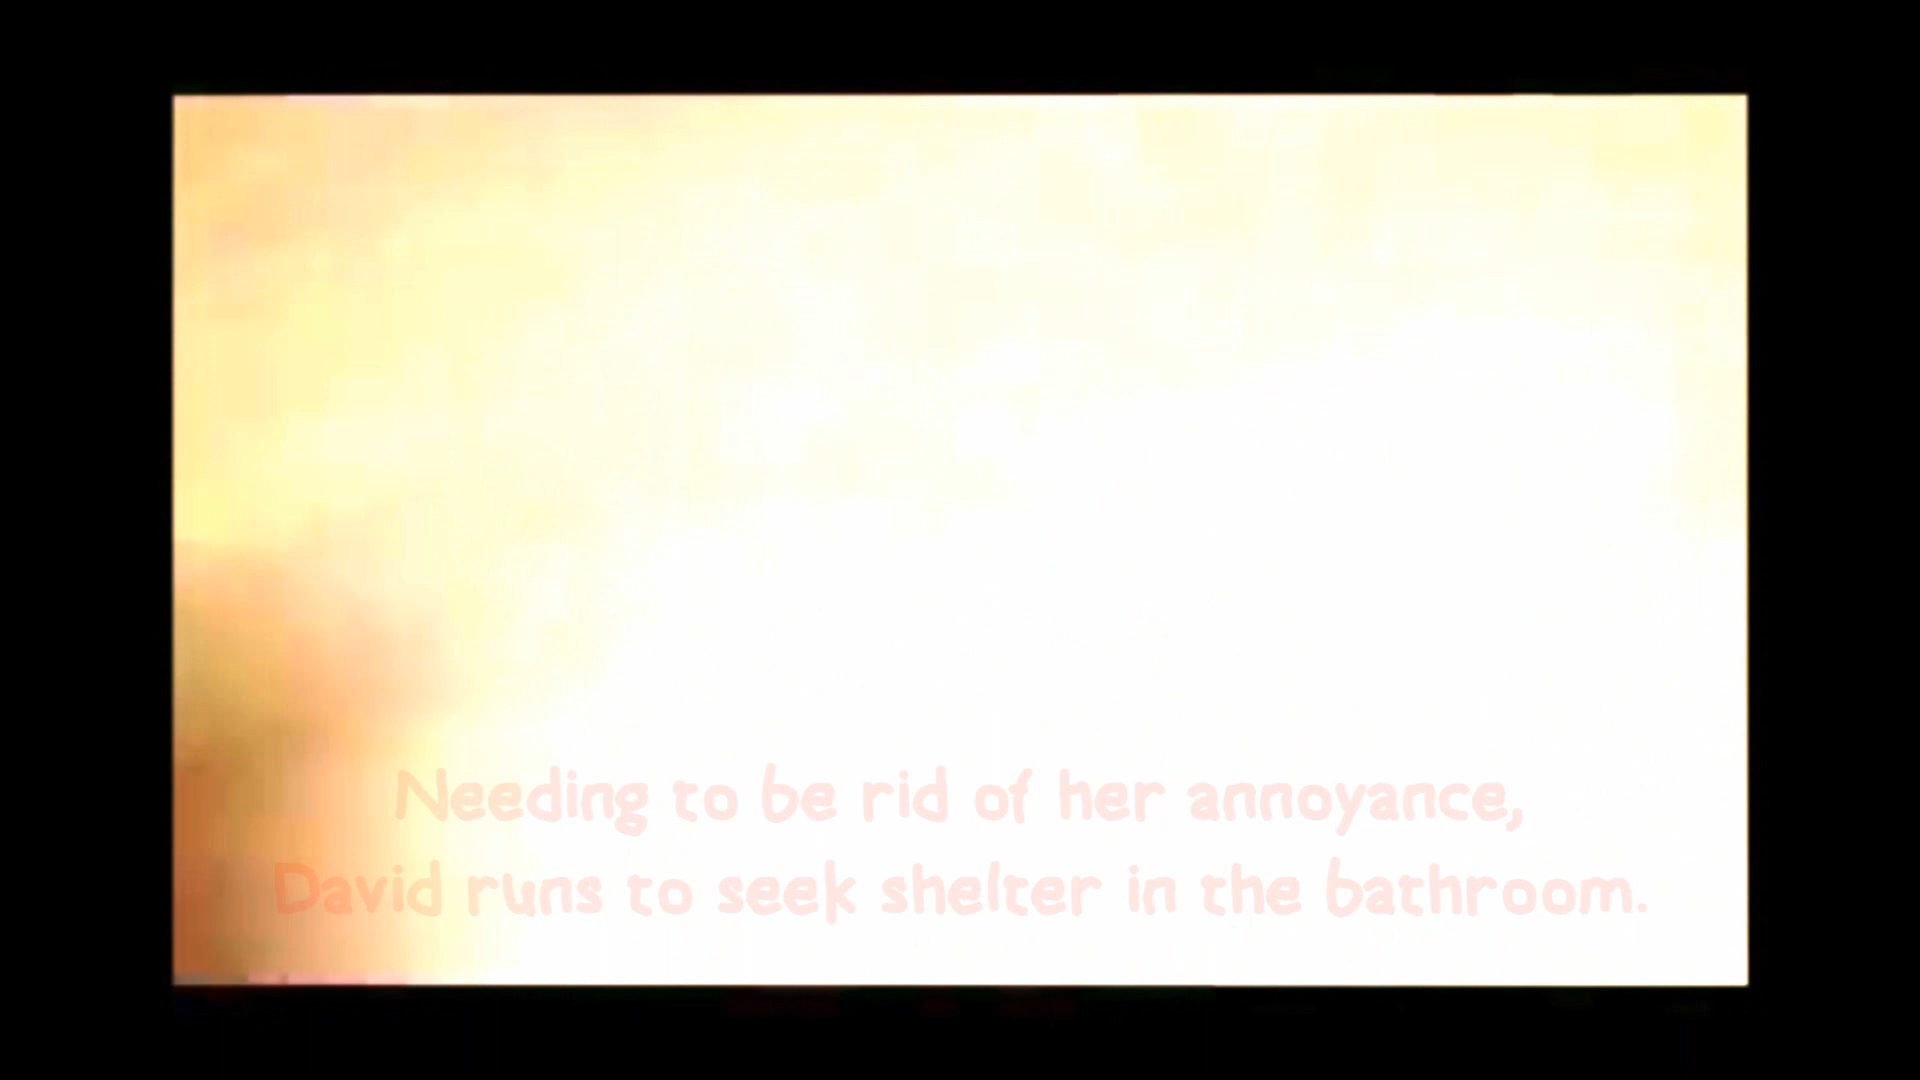 Needing to be rid of her annoyance,
David runs to seek shelter in the bathroom.